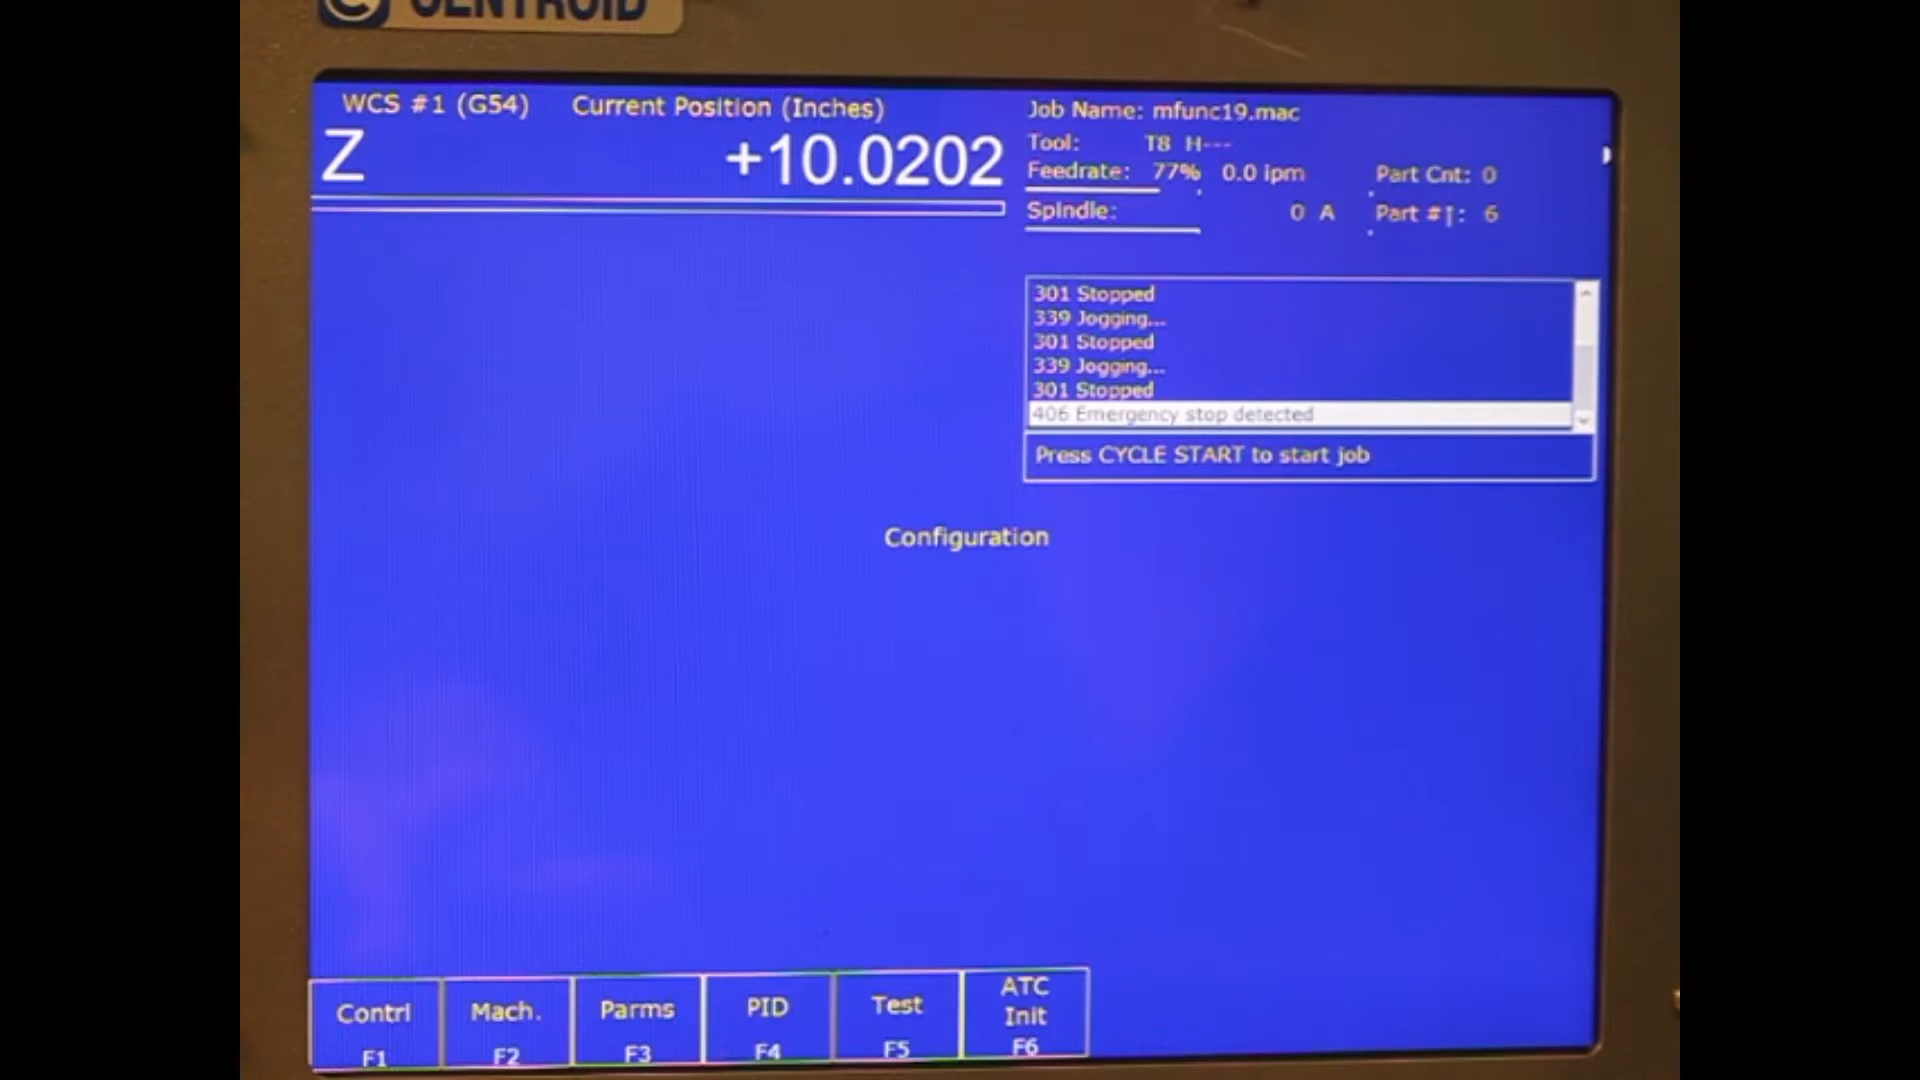 CENTROID
WCS #1 (G54) Current Position (Inches)
Z +10.0202
Job Name: mfunc19.mac
Tool: T8 H---
Feedrate: 77% 0.0 ipm Part Cnt: 0
Spindle: 0 A Part #: 6
301 Stopped
339 Jogging...
301 Stopped
339 Jogging...
301 Stopped
406 Emergency stop detected
Press CYCLE START to start job
Configuration
Contrl
F1
Mach.
F2
Parms
F3
PID
F4
Test
F5
ATC
Init
F6